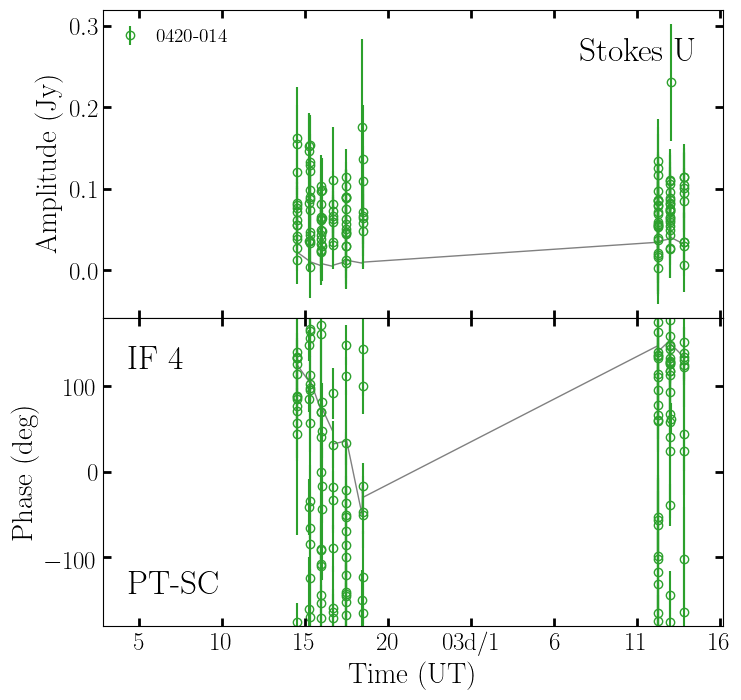 0.3
0420-014
Stokes U
0.2
Amplitude (Jy)
0.1
0.0
IF 4
100
Phase (deg)
0
−100
PT-SC
5 10 15 20 03d/1 6 11 16
Time (UT)